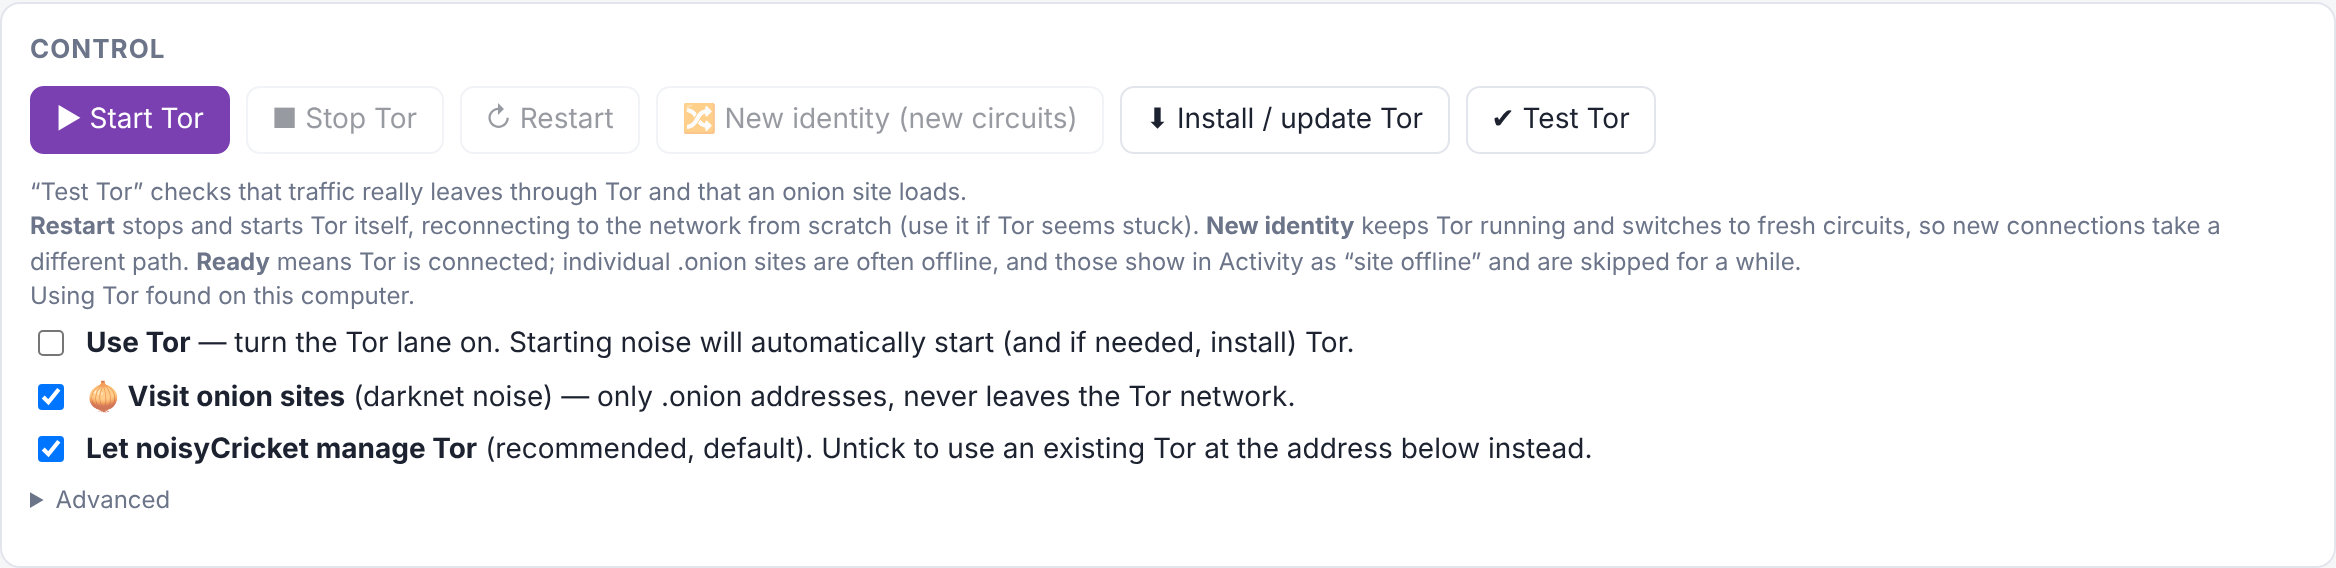 CONTROL
▶ Start Tor
■ Stop Tor
↻ Restart
🔀 New identity (new circuits)
⬇ Install / update Tor
✔ Test Tor
“Test Tor” checks that traffic really leaves through Tor and that an onion site loads.
Restart stops and starts Tor itself, reconnecting to the network from scratch (use it if Tor seems stuck). New identity keeps Tor running and switches to fresh circuits, so new connections take a
different path. Ready means Tor is connected; individual .onion sites are often offline, and those show in Activity as “site offline” and are skipped for a while.
Using Tor found on this computer.
Use Tor — turn the Tor lane on. Starting noise will automatically start (and if needed, install) Tor.
🧅 Visit onion sites (darknet noise) — only .onion addresses, never leaves the Tor network.
Let noisyCricket manage Tor (recommended, default). Untick to use an existing Tor at the address below instead.
▶ Advanced